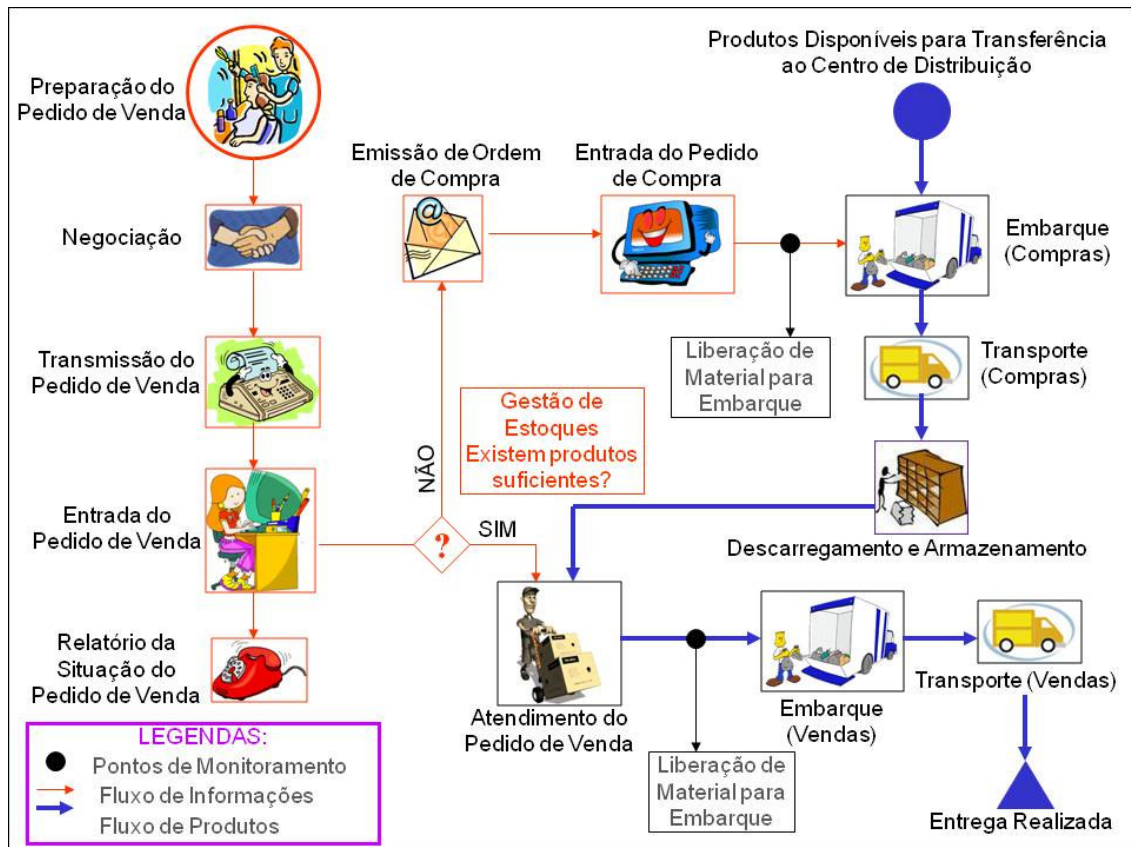 Preparação do
Pedido de Venda
Negociação
Transmissão do
Pedido de Venda
Entrada do
Pedido de Venda
Relatório da
Situação do
Pedido de Venda
Emissão de Ordem
de Compra
@
Entrada do Pedido
de Compra
Produtos Disponíveis para Transferência
ao Centro de Distribuição
Embarque
(Compras)
Liberação de
Material para
Embarque
Transporte
(Compras)
Gestão de
Estoques
Existem produtos
suficientes?
NÃO
?
SIM
Descarregamento e Armazenamento
Atendimento do
Pedido de Venda
Embarque
(Vendas)
Transporte (Vendas)
Liberação de
Material para
Embarque
Entrega Realizada
LEGENDAS:
Pontos de Monitoramento
Fluxo de Informações
Fluxo de Produtos